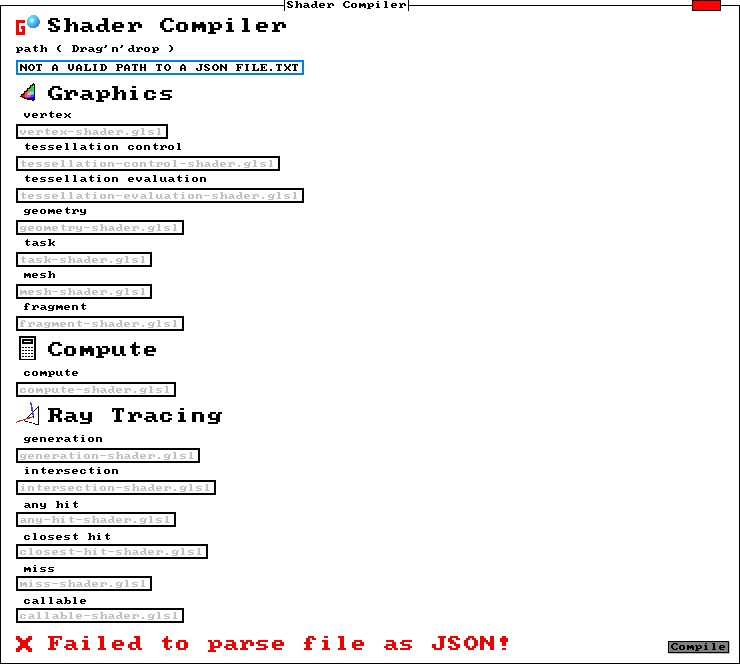 Shader Compiler
Shader Compiler
path ( Drag'n'drop )
NOT A VALID PATH TO A JSON FILE.TXT
Graphics
vertex
vertex-shader.glsl
tessellation control
tessellation-control-shader.glsl
tessellation evaluation
tessellation-evaluation-shader.glsl
geometry
geometry-shader.glsl
task
task-shader.glsl
mesh
mesh-shader.glsl
fragment
fragment-shader.glsl
Compute
compute
compute-shader.glsl
Ray Tracing
generation
generation-shader.glsl
intersection
intersection-shader.glsl
any hit
any-hit-shader.glsl
closest hit
closest-hit-shader.glsl
miss
miss-shader.glsl
callable
callable-shader.glsl
Failed to parse file as JSON!
Compile